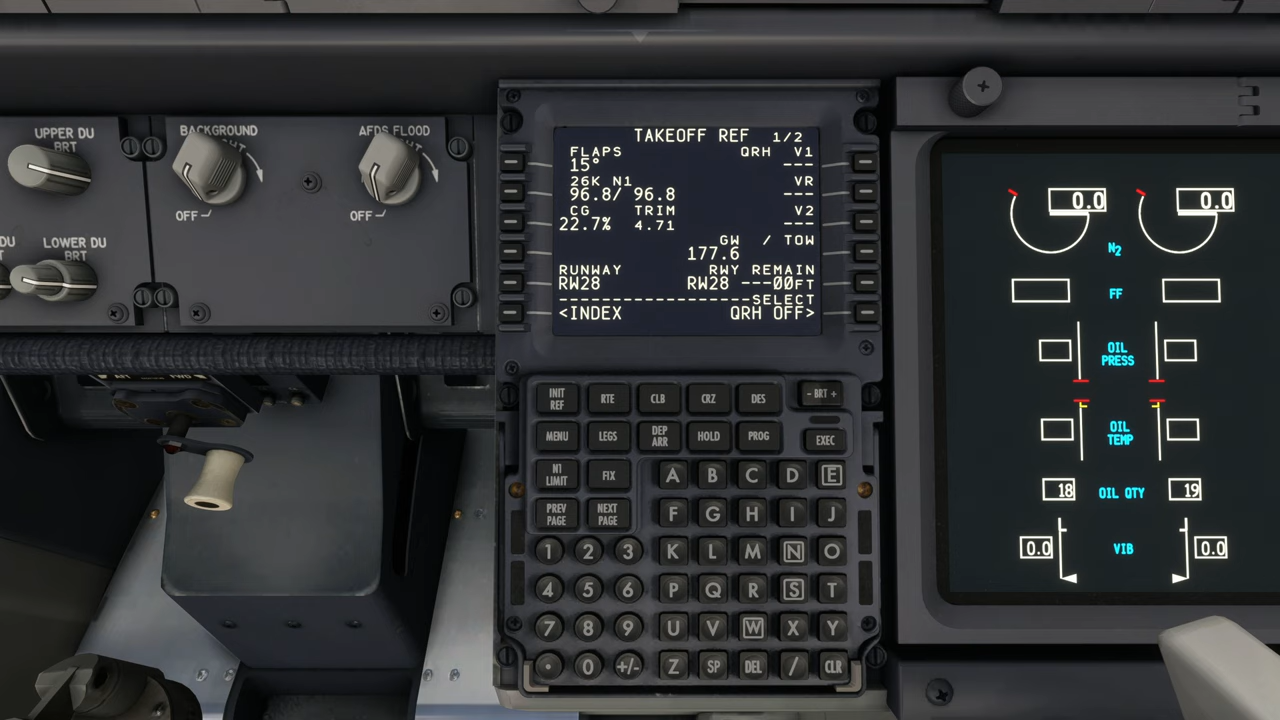 UPPER DU
BRT
BACKGROUND
AFDS FLOOD
OFF
OFF
LOWER DU
BRT
DU
TAKEOFF REF 1/2
FLAPS QRH V1
15° ---
26K N1 VR
96.8/ 96.8 ---
CG TRIM V2
22.7% 4.71 ---
GW / TOW
177.6
RUNWAY RWY REMAIN
RW28 RW28 ---00FT
------------------SELECT
<INDEX QRH OFF>
INIT REF RTE CLB CRZ DES - BRT +
MENU LEGS DEP ARR HOLD PROG EXEC
N1 LIMIT FIX A B C D E
PREV PAGE NEXT PAGE F G H I J
1 2 3 K L M N O
4 5 6 P Q R S T
7 8 9 U V W X Y
. 0 +/- Z SP DEL / CLR
0.0 0.0
N2
FF
OIL
PRESS
OIL
TEMP
18 OIL QTY 19
0.0 VIB 0.0